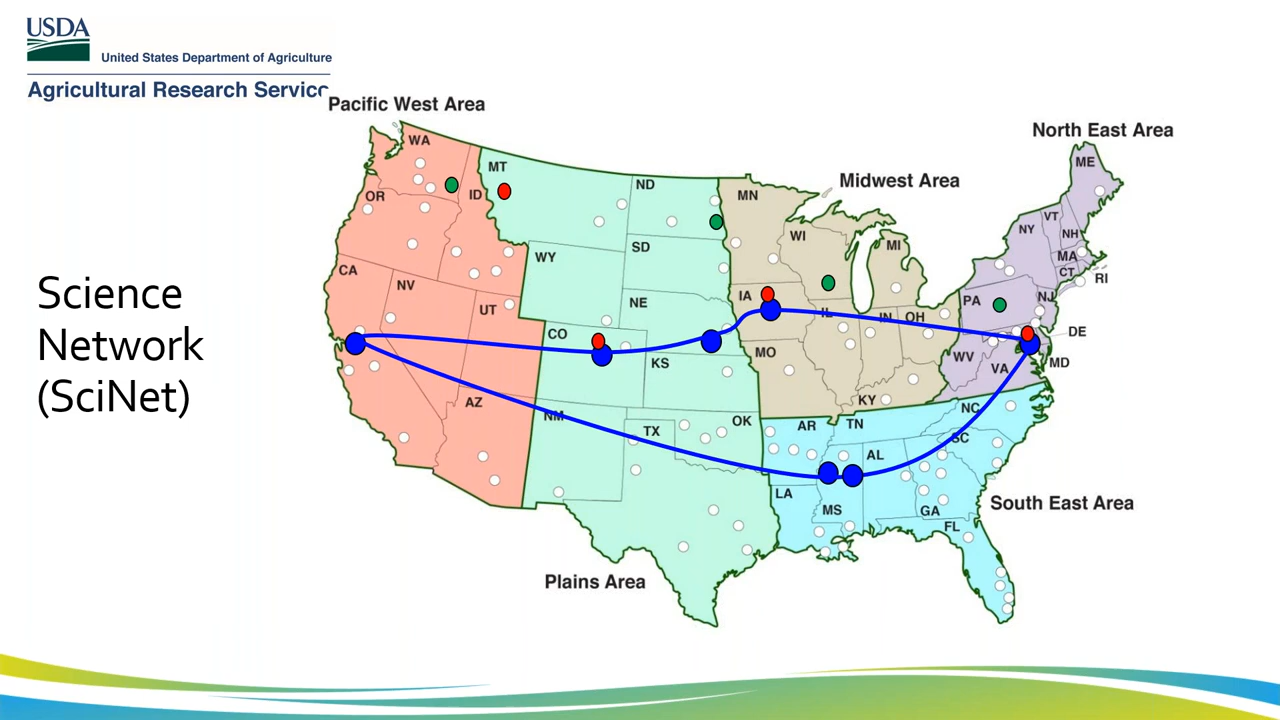 USDA
United States Department of Agriculture
Agricultural Research Service
Pacific West Area
North East Area
Midwest Area
Science
Network
(SciNet)
WA
MT
ND
MN
ME
OR
ID
WI
MI
VT
NY
NH
MA
CT
RI
SD
WY
CA
NV
UT
NE
IA
IL
IN
OH
PA
NJ
DE
MD
CO
KS
MO
WV
VA
KY
AZ
NM
TX
OK
AR
TN
NC
SC
AL
LA
MS
GA
FL
South East Area
Plains Area